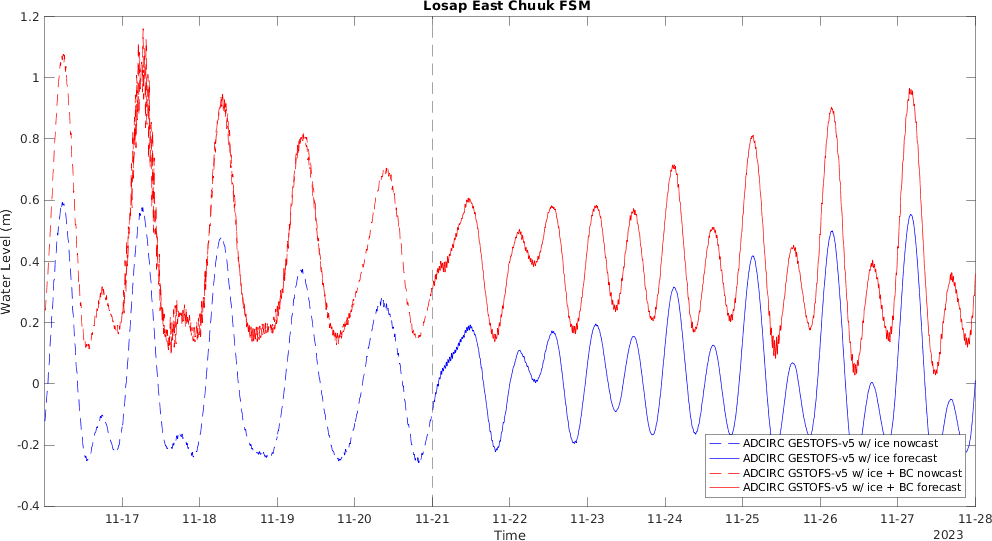 Losap East Chuuk FSM
1.2
1
0.8
0.6
0.4
0.2
0
-0.2
-0.4
Water Level (m)
11-17 11-18 11-19 11-20 11-21 11-22 11-23 11-24 11-25 11-26 11-27 11-28
Time
2023
ADCIRC GESTOFS-v5 w/ ice nowcast
ADCIRC GESTOFS-v5 w/ ice forecast
ADCIRC GSTOFS-v5 w/ ice + BC nowcast
ADCIRC GSTOFS-v5 w/ ice + BC forecast